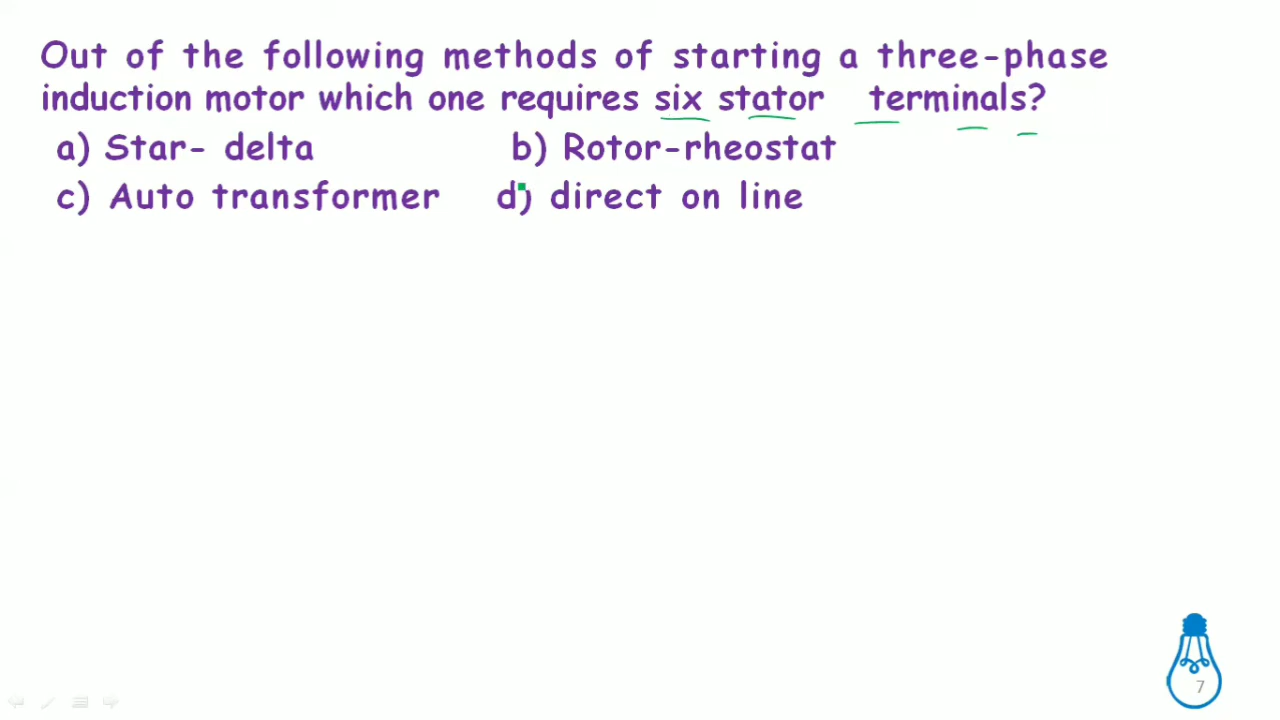 Out of the following methods of starting a three-phase
induction motor which one requires six stator terminals?
a) Star- delta b) Rotor-rheostat
c) Auto transformer d) direct on line
7